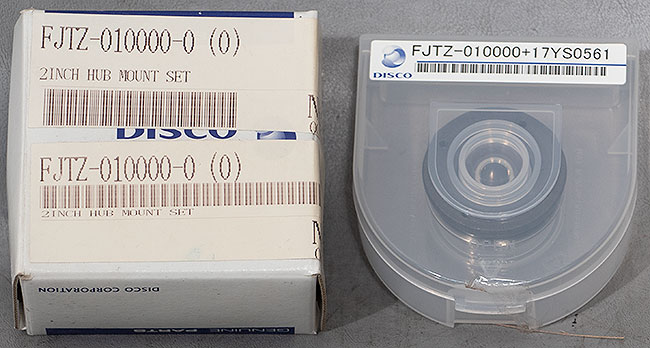 FJTZ-010000-0 (0)
2INCH HUB MOUNT SET
DISCO
FJTZ-010000-0 (0)
2INCH HUB MOUNT SET
DISCO CORPORATION
GENUINE PARTS
FJTZ-010000+17YS0561
DISCO